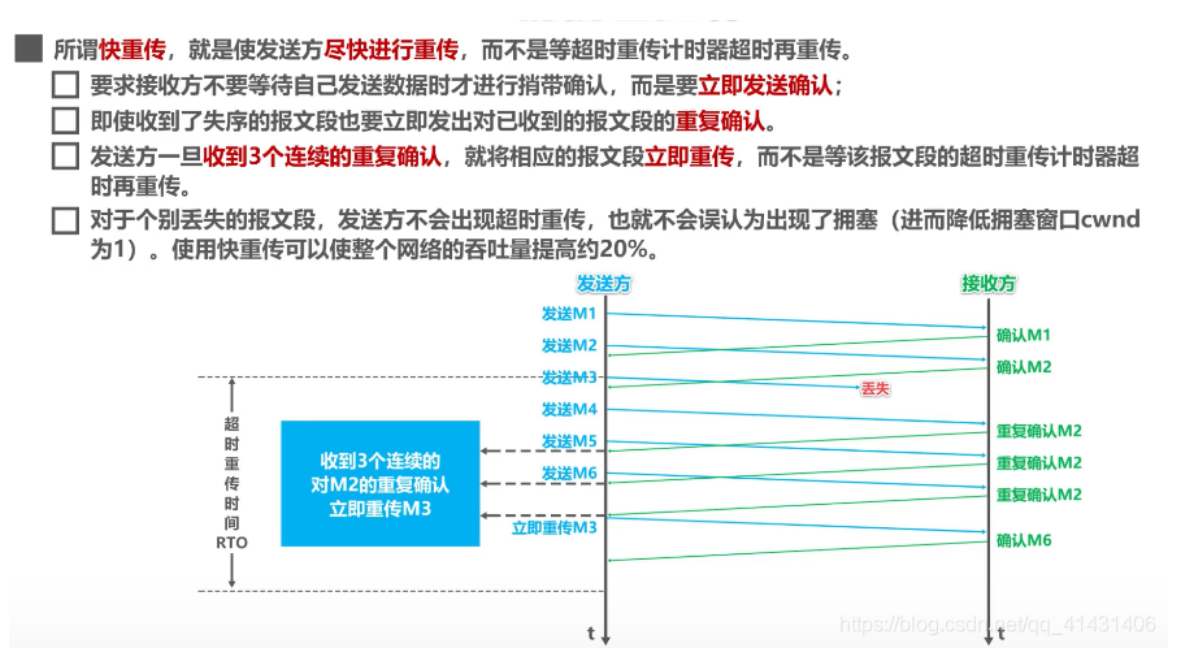 所谓快重传，就是使发送方尽快进行重传，而不是等超时重传计时器超时再重传。
要求接收方不要等待自己发送数据时才进行捎带确认，而是要立即发送确认；
即使收到了失序的报文段也要立即发出对已收到的报文段的重复确认。
发送方一旦收到3个连续的重复确认，就将相应的报文段立即重传，而不是等该报文段的超时重传计时器超
时再重传。
对于个别丢失的报文段，发送方不会出现超时重传，也就不会误认为出现了拥塞（进而降低拥塞窗口cwnd
为1）。使用快重传可以使整个网络的吞吐量提高约20%。
发送方
接收方
发送M1
确认M1
发送M2
确认M2
发送M3
丢失
发送M4
重复确认M2
发送M5
重复确认M2
发送M6
重复确认M2
立即重传M3
确认M6
超
时
重
传
时
间
RTO
收到3个连续的
对M2的重复确认
立即重传M3
t
t
https://blog.csdn.net/qq_41431406